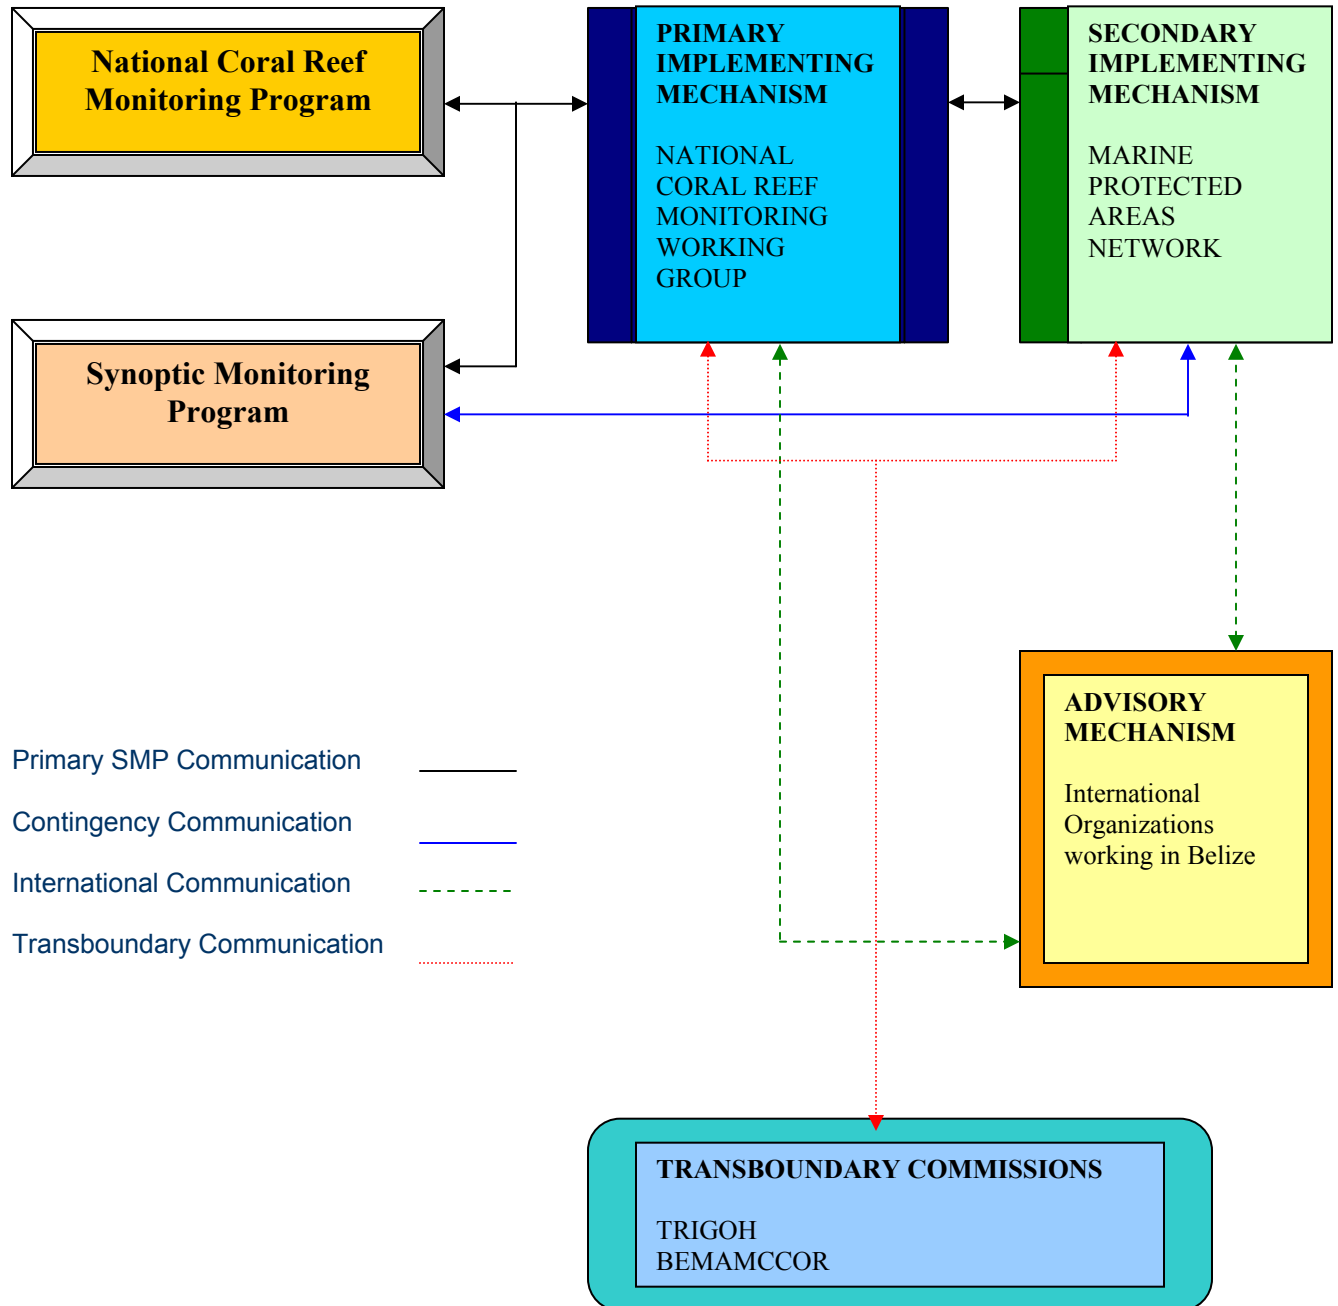 National Coral Reef
Monitoring Program
PRIMARY
IMPLEMENTING
MECHANISM
NATIONAL
CORAL REEF
MONITORING
WORKING
GROUP
SECONDARY
IMPLEMENTING
MECHANISM
MARINE
PROTECTED
AREAS
NETWORK
Synoptic Monitoring
Program
ADVISORY
MECHANISM
International
Organizations
working in Belize
Primary SMP Communication
Contingency Communication
International Communication
Transboundary Communication
TRANSBOUNDARY COMMISSIONS
TRIGOH
BEMAMCCOR